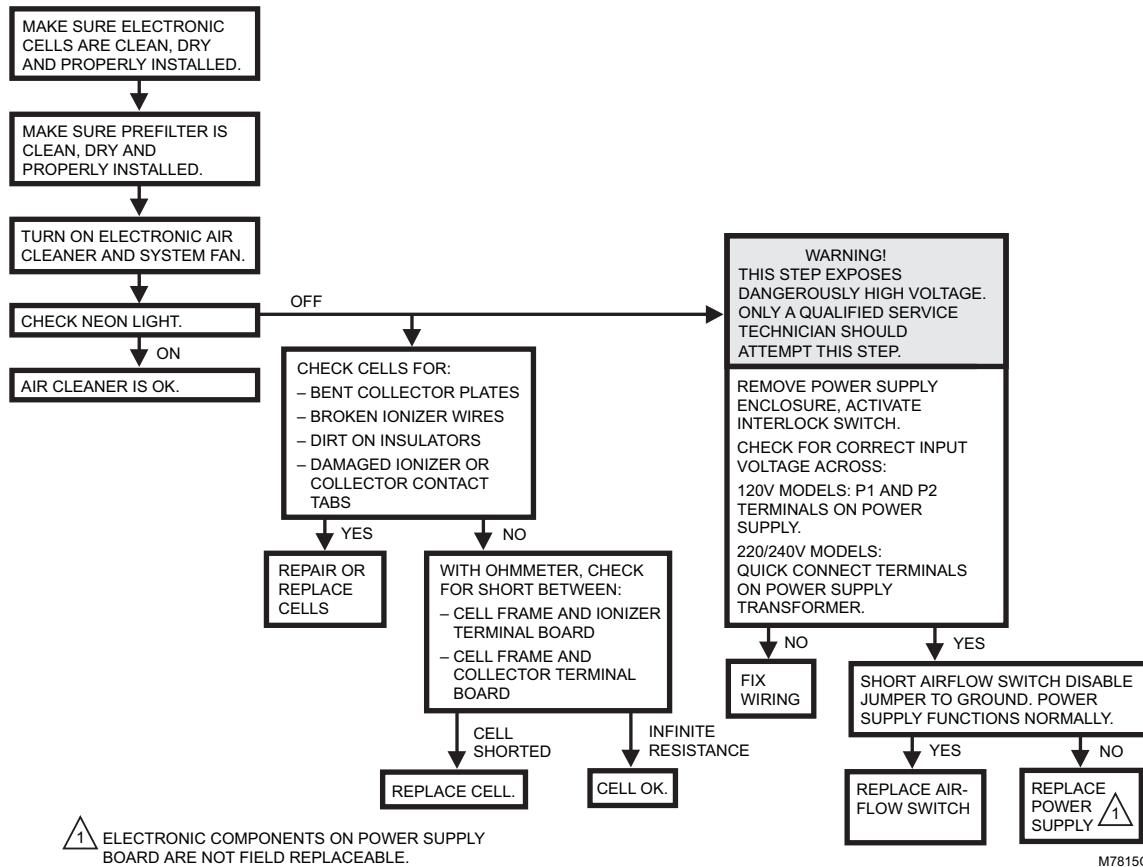 MAKE SURE ELECTRONIC
CELLS ARE CLEAN, DRY
AND PROPERLY INSTALLED.
MAKE SURE PREFILTER IS
CLEAN, DRY AND
PROPERLY INSTALLED.
TURN ON ELECTRONIC AIR
CLEANER AND SYSTEM FAN.
CHECK NEON LIGHT.
ON
AIR CLEANER IS OK.
OFF
CHECK CELLS FOR:
– BENT COLLECTOR PLATES
– BROKEN IONIZER WIRES
– DIRT ON INSULATORS
– DAMAGED IONIZER OR
COLLECTOR CONTACT
TABS
YES
REPAIR OR
REPLACE
CELLS
NO
WITH OHMMETER, CHECK
FOR SHORT BETWEEN:
– CELL FRAME AND IONIZER
TERMINAL BOARD
– CELL FRAME AND
COLLECTOR TERMINAL
BOARD
CELL
SHORTED
REPLACE CELL.
INFINITE
RESISTANCE
CELL OK.
WARNING!
THIS STEP EXPOSES
DANGEROUSLY HIGH VOLTAGE.
ONLY A QUALIFIED SERVICE
TECHNICIAN SHOULD
ATTEMPT THIS STEP.
REMOVE POWER SUPPLY
ENCLOSURE, ACTIVATE
INTERLOCK SWITCH.
CHECK FOR CORRECT INPUT
VOLTAGE ACROSS:
120V MODELS: P1 AND P2
TERMINALS ON POWER
SUPPLY.
220/240V MODELS:
QUICK CONNECT TERMINALS
ON POWER SUPPLY
TRANSFORMER.
NO
FIX
WIRING
YES
SHORT AIRFLOW SWITCH DISABLE
JUMPER TO GROUND. POWER
SUPPLY FUNCTIONS NORMALLY.
YES
REPLACE AIR-
FLOW SWITCH
NO
REPLACE
POWER
SUPPLY 1
1 ELECTRONIC COMPONENTS ON POWER SUPPLY
BOARD ARE NOT FIELD REPLACEABLE.